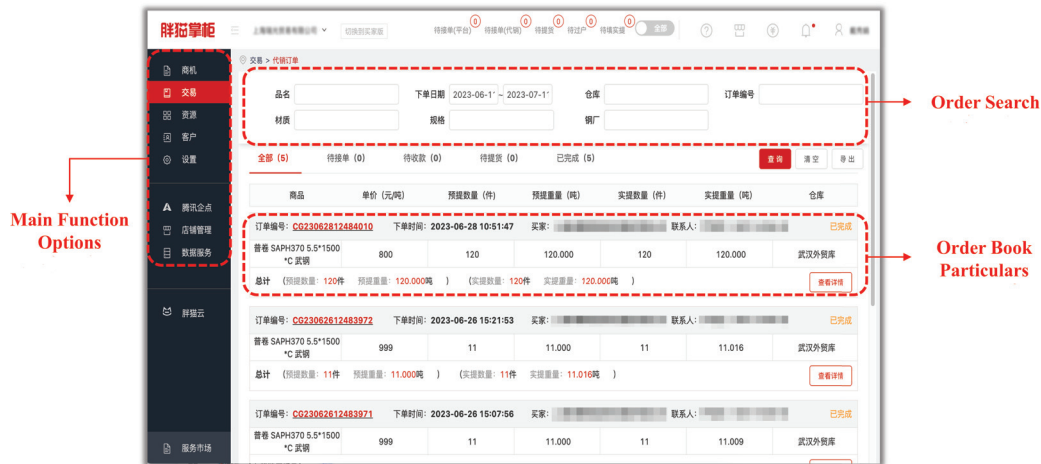 胖猫掌柜
切换到买家版
待接单(平台) 0 待接单(代销) 0 待提货 0 待过户 0 待填实提 0 全部
交易 > 代销订单
商机
交易
资源
客户
设置
腾讯企点
店铺管理
数据服务
胖猫云
服务市场
品名 下单日期 2023-06-1 ~ 2023-07-1 仓库 订单编号
材质 规格 钢厂
全部 (5) 待接单 (0) 待收款 (0) 待提货 (0) 已完成 (5) 查询 清空 导出
商品 单价 (元/吨) 预提数量 (件) 预提重量 (吨) 实提数量 (件) 实提重量 (吨) 仓库
订单编号: CG23062812484010 下单时间: 2023-06-28 10:51:47 买家: 联系人: 已完成
普卷 SAPH370 5.5*1500
*C 武钢 800 120 120.000 120 120.000 武汉外贸库
总计 (预提数量: 120件 预提重量: 120.000吨 ) (实提数量: 120件 实提重量: 120.000吨 ) 查看详情
订单编号: CG23062612483972 下单时间: 2023-06-26 15:21:53 买家: 联系人: 已完成
普卷 SAPH370 5.5*1500
*C 武钢 999 11 11.000 11 11.016 武汉外贸库
总计 (预提数量: 11件 预提重量: 11.000吨 ) (实提数量: 11件 实提重量: 11.016吨 ) 查看详情
订单编号: CG23062612483971 下单时间: 2023-06-26 15:07:56 买家: 联系人: 已完成
普卷 SAPH370 5.5*1500
*C 武钢 999 11 11.000 11 11.009 武汉外贸库
Main Function
Options
Order Search
Order Book
Particulars